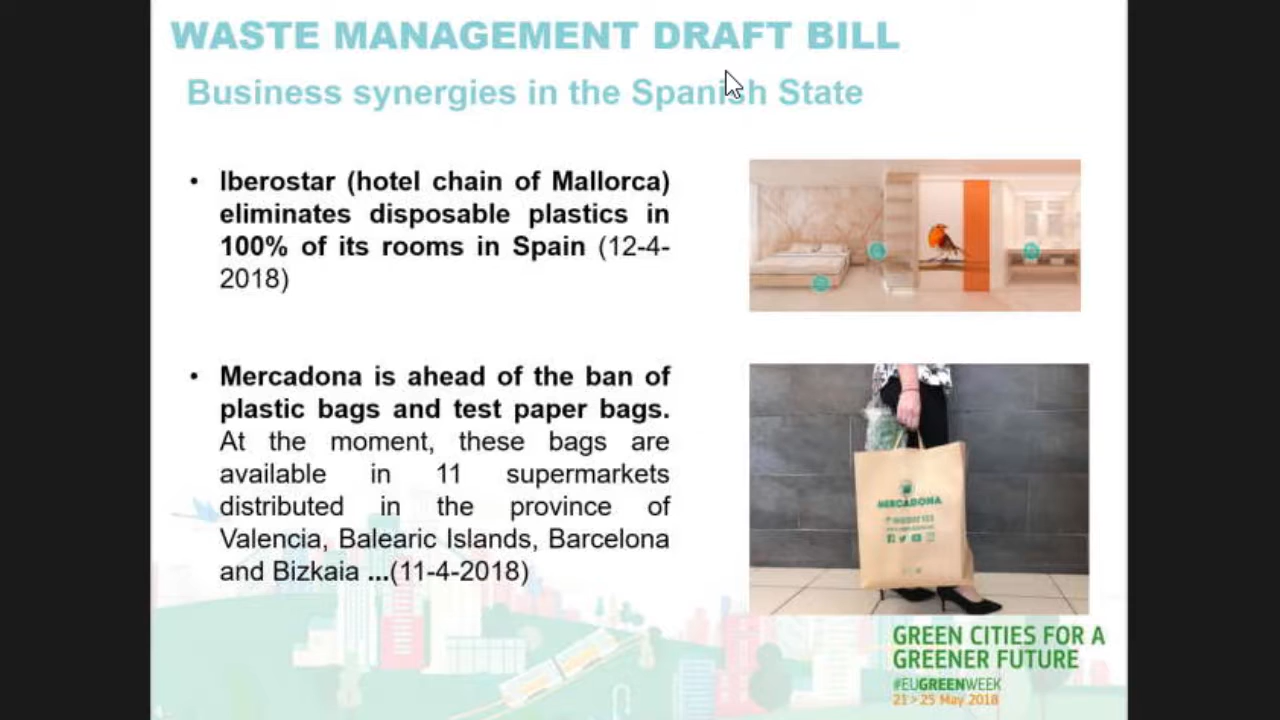 WASTE MANAGEMENT DRAFT BILL
Business synergies in the Spanish State
• Iberostar (hotel chain of Mallorca)
eliminates disposable plastics in
100% of its rooms in Spain (12-4-
2018)
• Mercadona is ahead of the ban of
plastic bags and test paper bags.
At the moment, these bags are
available in 11 supermarkets
distributed in the province of
Valencia, Balearic Islands, Barcelona
and Bizkaia ...(11-4-2018)
MERCADONA
GREEN CITIES FOR A
GREENER FUTURE
#EUGREENWEEK
21>25 May 2018